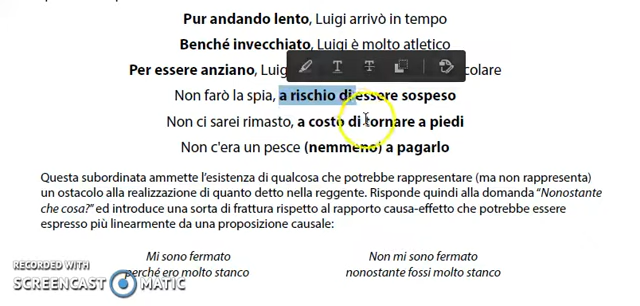 Pur andando lento, Luigi arrivò in tempo
Benché invecchiato, Luigi è molto atletico
Per essere anziano, Luig colare
Non farò la spia, a rischio di essere sospeso
Non ci sarei rimasto, a costo di tornare a piedi
Non c'era un pesce (nemmeno) a pagarlo
Questa subordinata ammette l'esistenza di qualcosa che potrebbe rappresentare (ma non rappresenta)
un ostacolo alla realizzazione di quanto detto nella reggente. Risponde quindi alla domanda “Nonostante
che cosa?” ed introduce una sorta di frattura rispetto al rapporto causa-effetto che potrebbe essere
espresso più linearmente da una proposizione causale:
Mi sono fermato
perché ero molto stanco
Non mi sono fermato
nonostante fossi molto stanco
RECORDED WITH
SCREENCAST MATIC